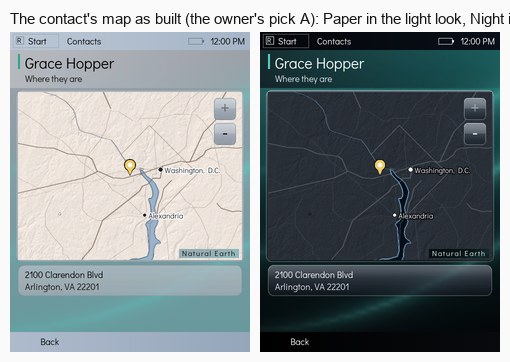 The contact's map as built (the owner's pick A): Paper in the light look, Night i
R Start Contacts 12:00 PM
Grace Hopper
Where they are
+
-
Washington, D.C.
Alexandria
Natural Earth
2100 Clarendon Blvd
Arlington, VA 22201
Back
R Start Contacts 12:00 PM
Grace Hopper
Where they are
+
-
Washington, D.C.
Alexandria
Natural Earth
2100 Clarendon Blvd
Arlington, VA 22201
Back